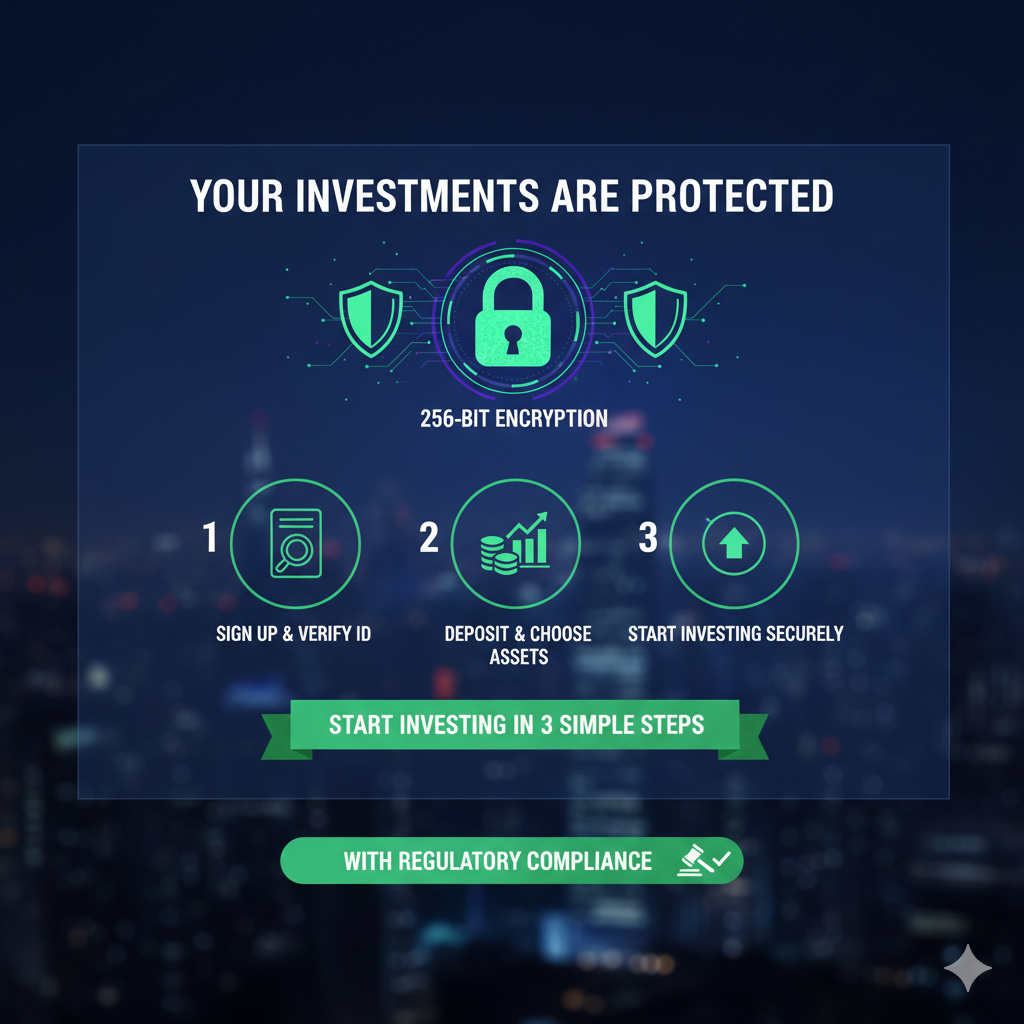 YOUR INVESTMENTS ARE PROTECTED
256-BIT ENCRYPTION
1
2
3
SIGN UP & VERIFY ID
DEPOSIT & CHOOSE
ASSETS
START INVESTING SECURELY
START INVESTING IN 3 SIMPLE STEPS
WITH REGULATORY COMPLIANCE